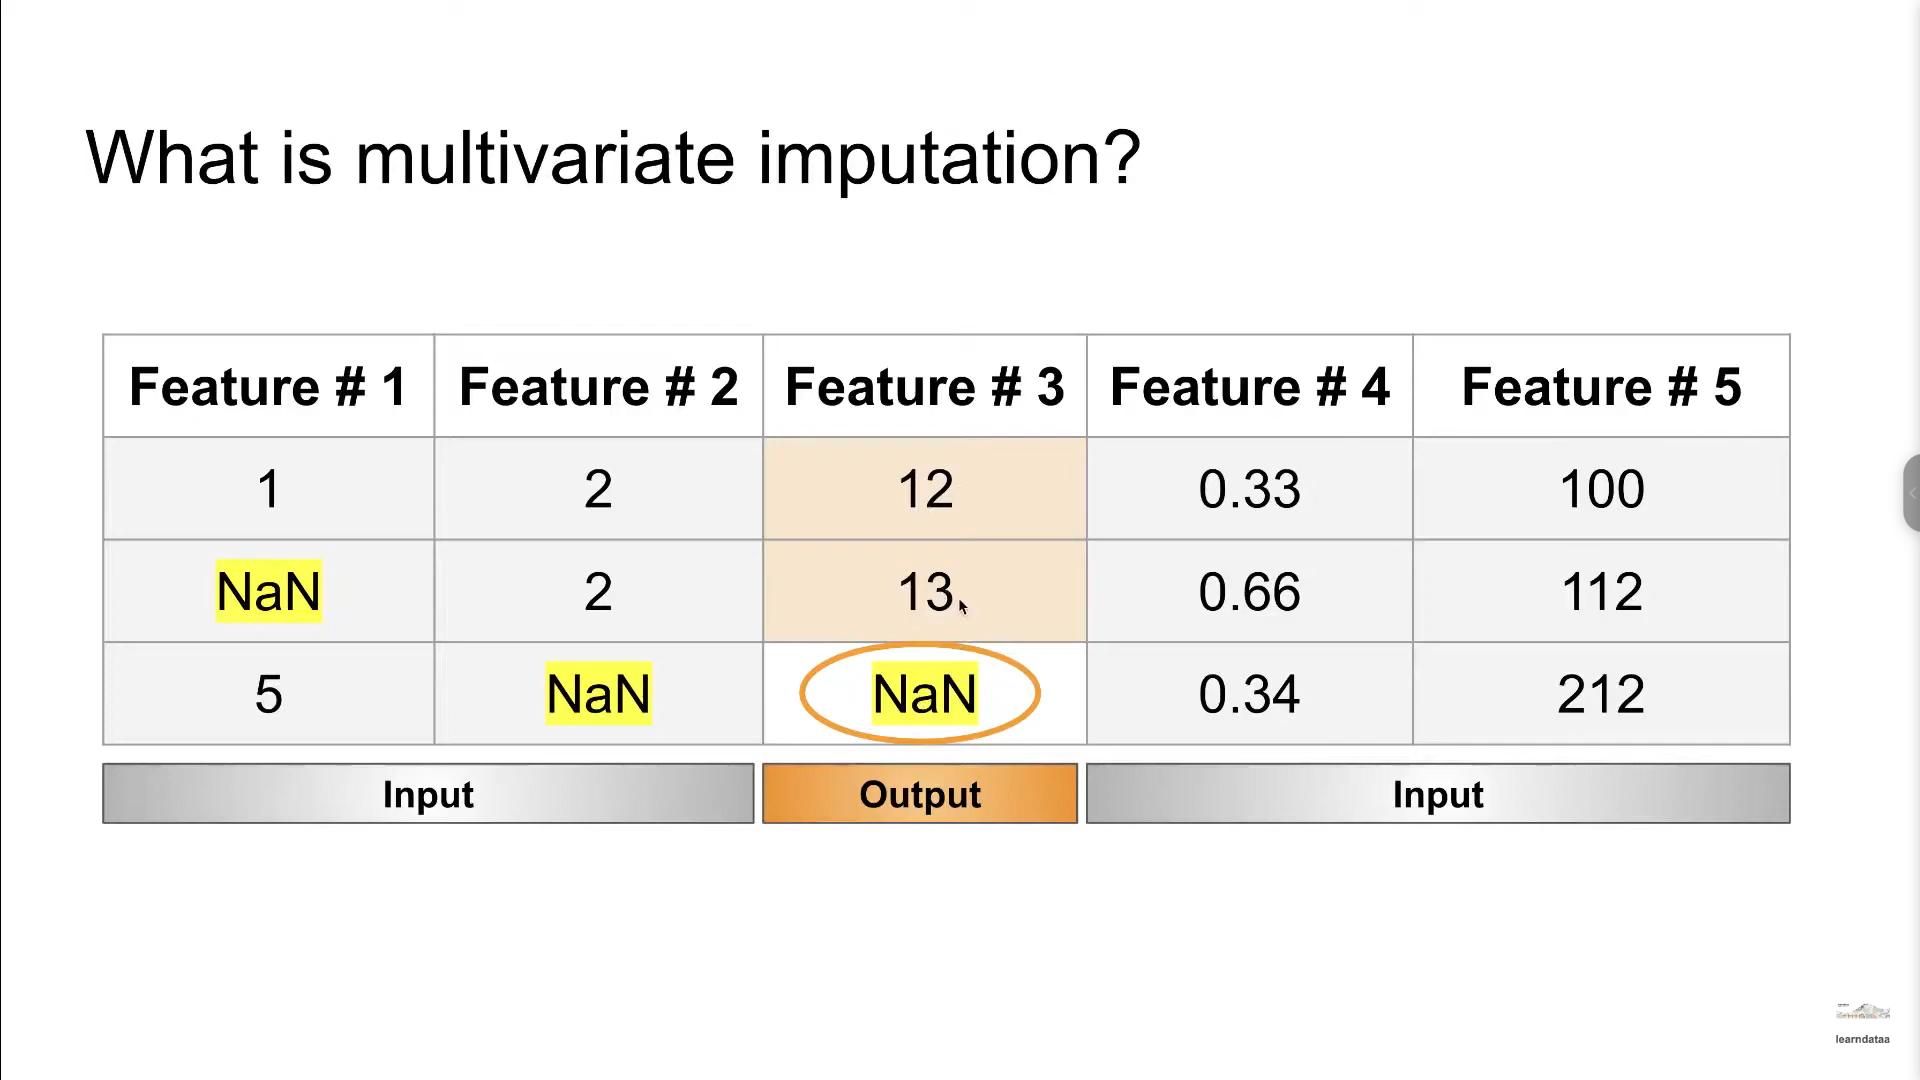 What is multivariate imputation?
Feature # 1 Feature # 2 Feature # 3 Feature # 4 Feature # 5
1 2 12 0.33 100
NaN 2 13 0.66 112
5 NaN NaN 0.34 212
Input Output Input
learndataa